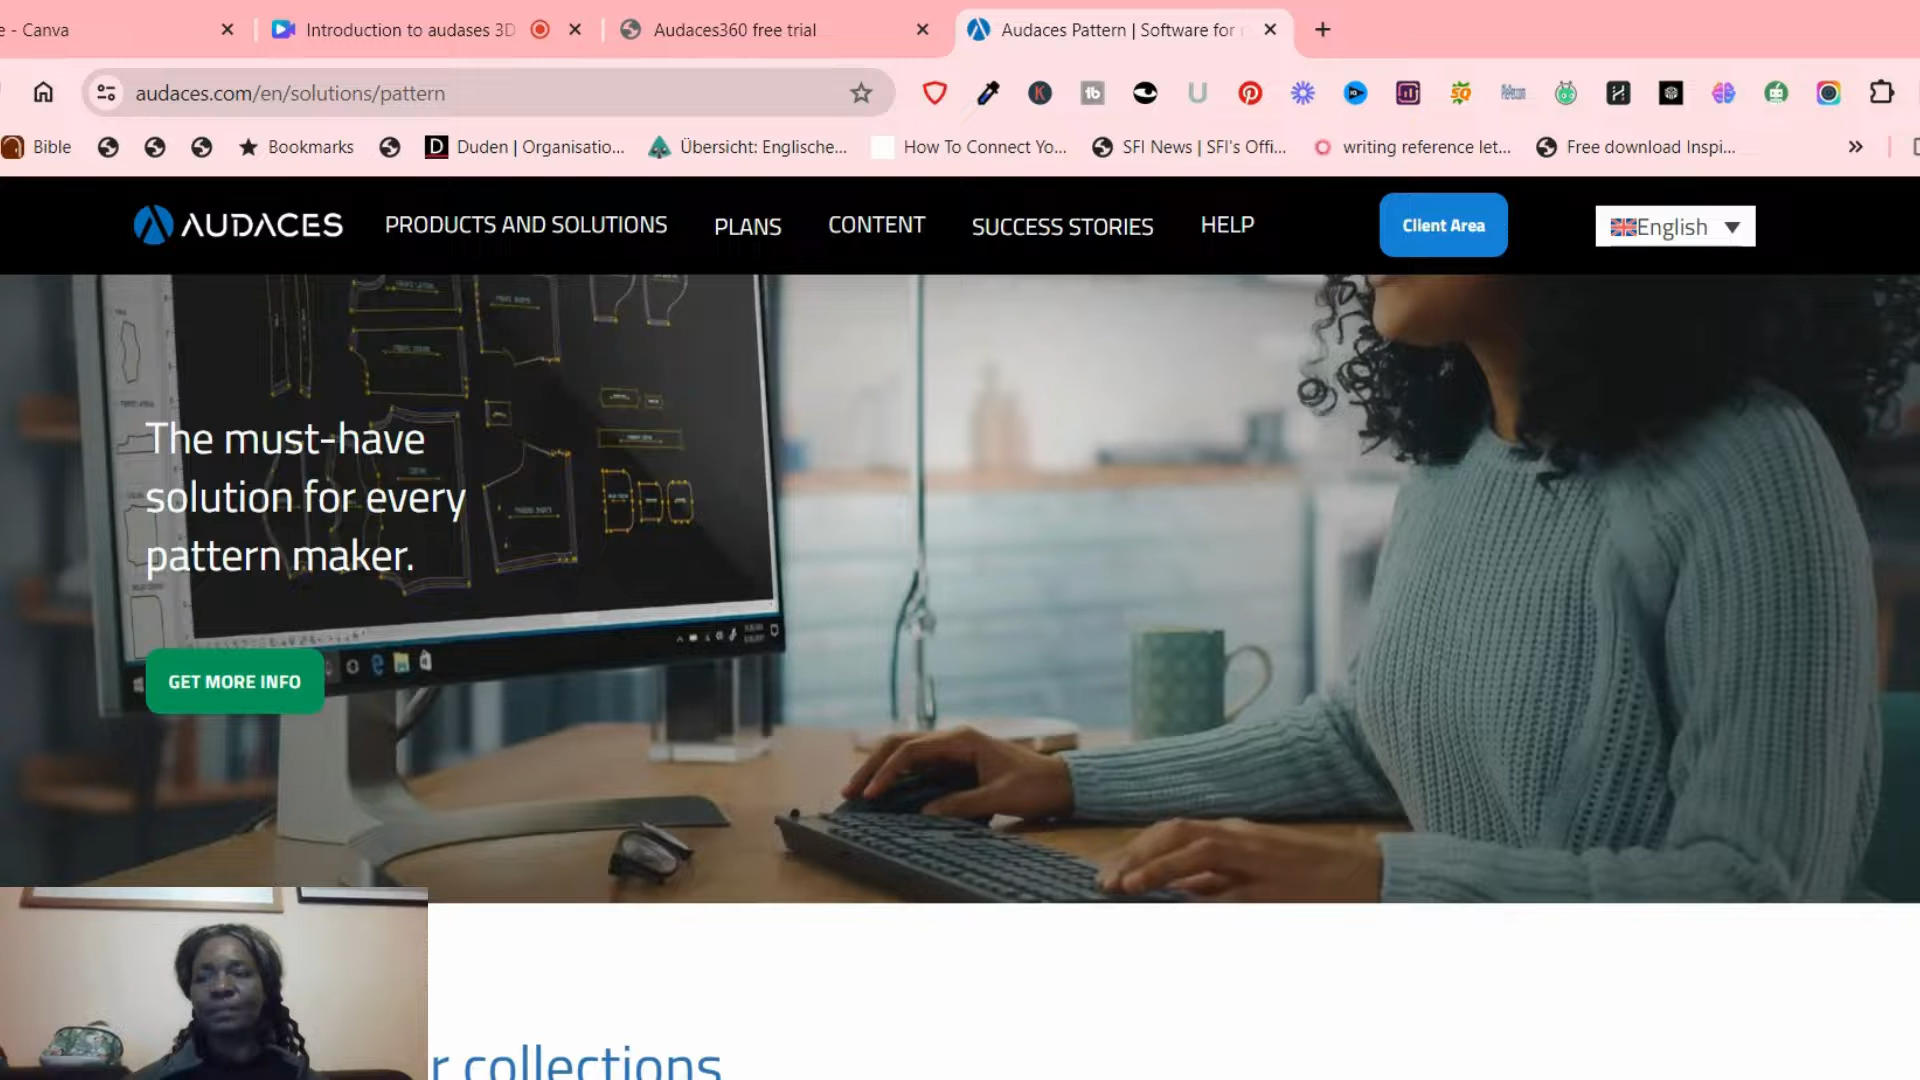 e - Canva
Introduction to audases 3D
Audaces360 free trial
Audaces Pattern | Software for
audaces.com/en/solutions/pattern
Bible
Bookmarks
D
Duden | Organisatio...
Übersicht: Englische...
How To Connect Yo...
SFI News | SFI's Offi...
writing reference let...
Free download Inspi...
AUDACES
PRODUCTS AND SOLUTIONS
PLANS
CONTENT
SUCCESS STORIES
HELP
Client Area
English
The must-have
solution for every
pattern maker.
GET MORE INFO
r collections